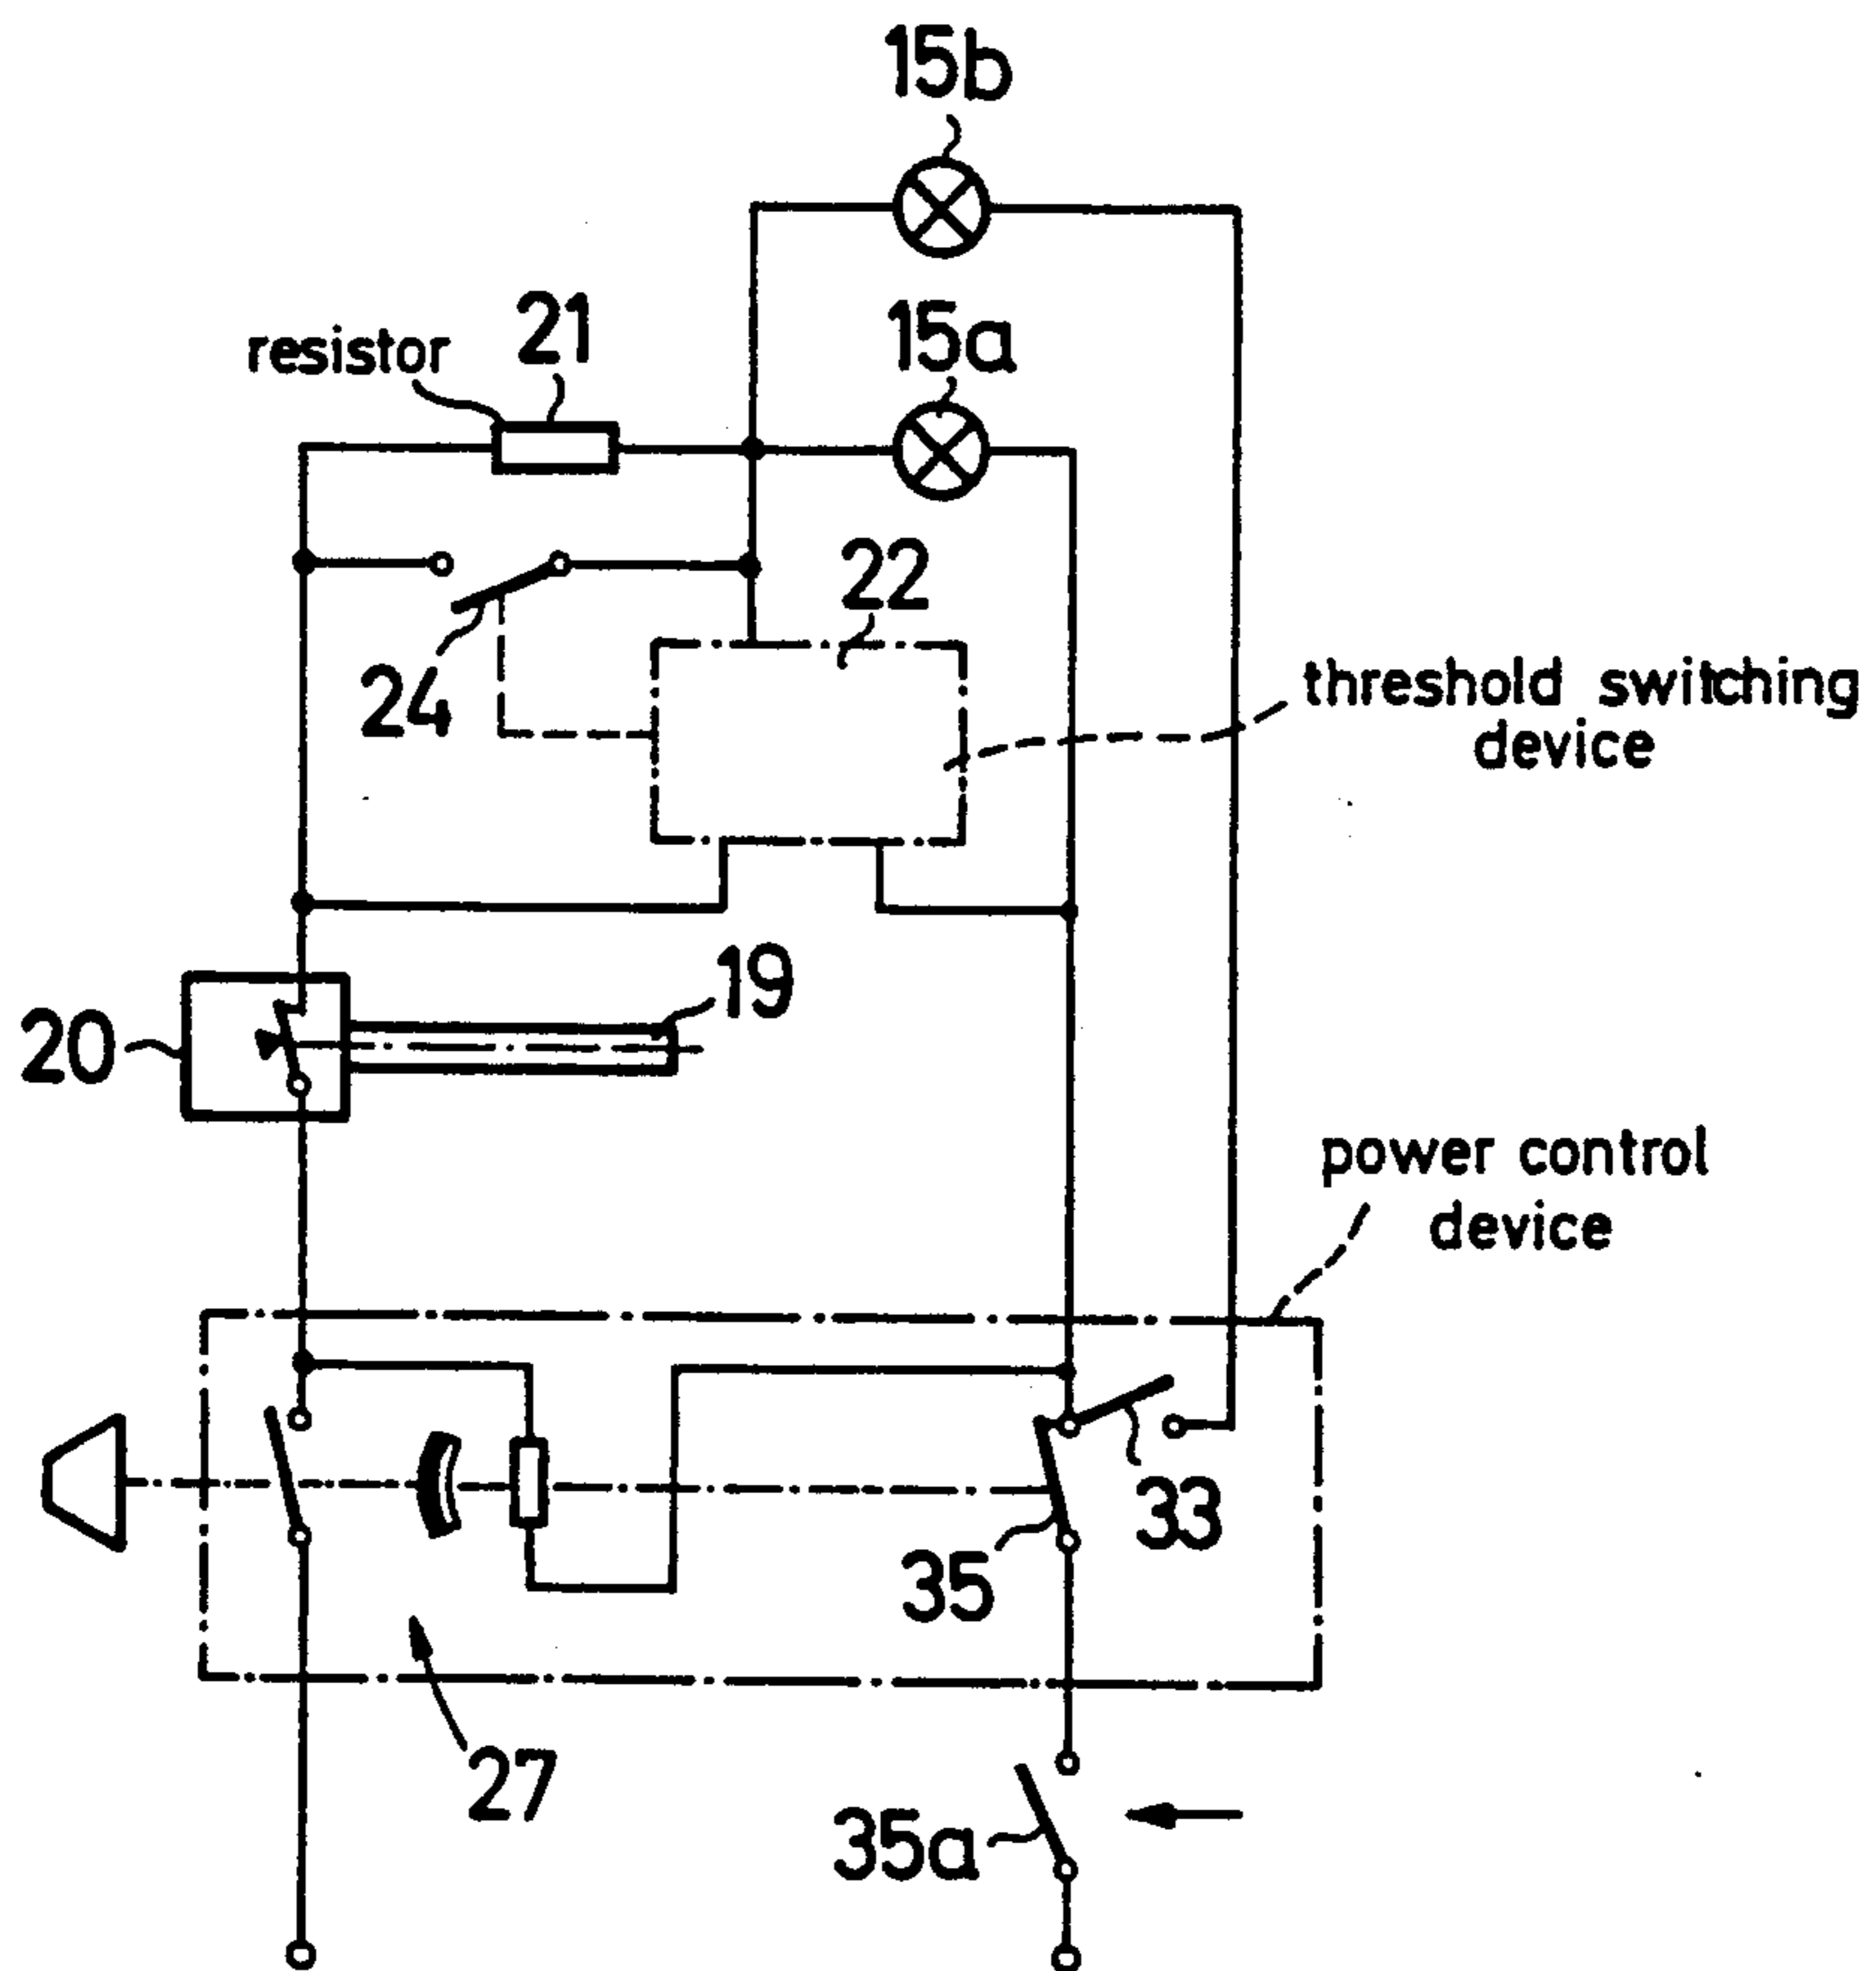 15b
21
resistor
15a
22
24
threshold switching
device
19
20
power control
device
33
35
27
35a